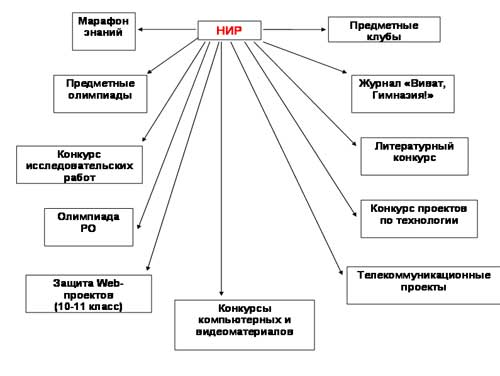 Марафон
знаний
НИР
Предметные
клубы
Предметные
олимпиады
Журнал «Виват,
Гимназия!»
Конкурс
исследовательских
работ
Литературный
конкурс
Олимпиада
РО
Конкурс проектов
по технологии
Защита Web-
проектов
(10-11 класс)
Телекоммуникационные
проекты
Конкурсы
компьютерных и
видеоматериалов